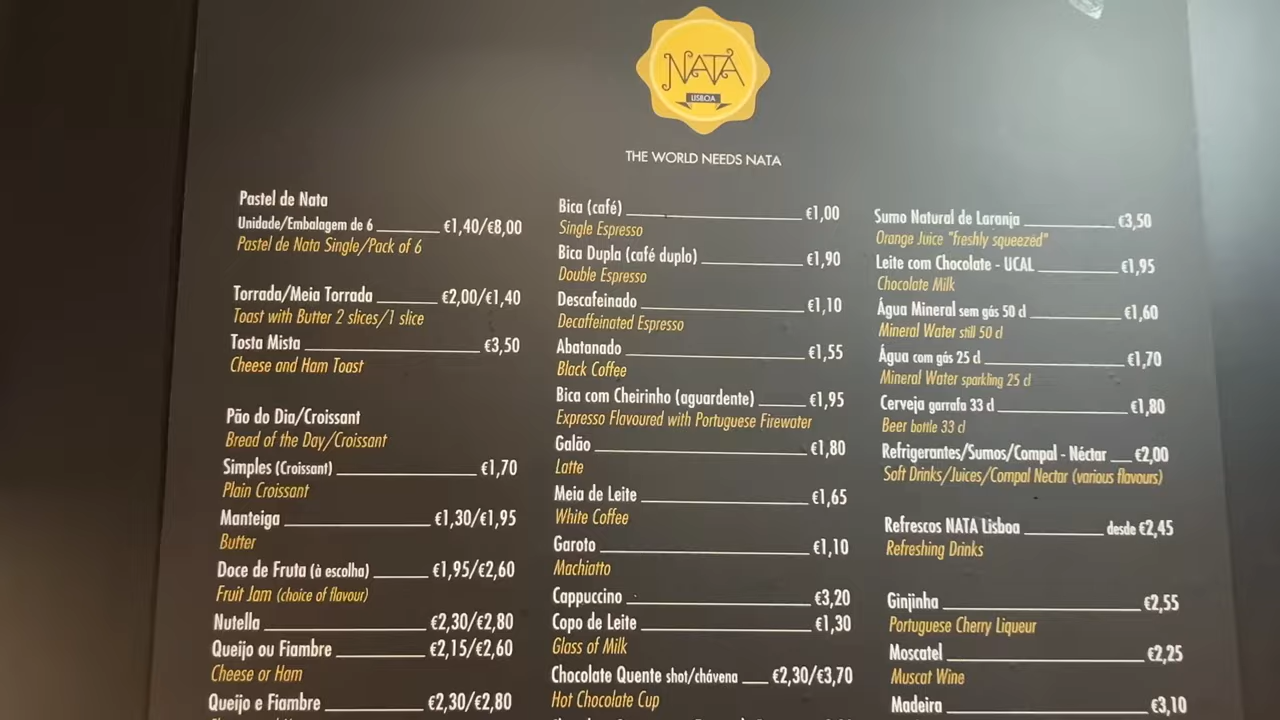 NATA
LISBOA
THE WORLD NEEDS NATA
Pastel de Nata
Unidade/Embalagem de 6 €1,40/€8,00
Pastel de Nata Single/Pack of 6
Torrada/Meia Torrada €2,00/€1,40
Toast with Butter 2 slices/1 slice
Tosta Mista €3,50
Cheese and Ham Toast
Pão do Dia/Croissant
Bread of the Day/Croissant
Simples (Croissant) €1,70
Plain Croissant
Manteiga €1,30/€1,95
Butter
Doce de Fruta (à escolha) €1,95/€2,60
Fruit Jam (choice of flavour)
Nutella €2,30/€2,80
Queijo ou Fiambre €2,15/€2,60
Cheese or Ham
Queijo e Fiambre €2,30/€2,80
Bica (café) €1,00
Single Espresso
Bica Dupla (café duplo) €1,90
Double Espresso
Descafeinado €1,10
Decaffeinated Espresso
Abatanado €1,55
Black Coffee
Bica com Cheirinho (aguardente) €1,95
Expresso Flavoured with Portuguese Firewater
Galão €1,80
Latte
Meia de Leite €1,65
White Coffee
Garoto €1,10
Machiatto
Cappuccino €3,20
Copo de Leite €1,30
Glass of Milk
Chocolate Quente shot/chávena €2,30/€3,70
Hot Chocolate Cup
Sumo Natural de Laranja €3,50
Orange Juice "freshly squeezed"
Leite com Chocolate - UCAL €1,95
Chocolate Milk
Água Mineral sem gás 50 cl €1,60
Mineral Water still 50 cl
Água com gás 25 cl €1,70
Mineral Water sparkling 25 cl
Cerveja garrafa 33 cl €1,80
Beer bottle 33 cl
Refrigerantes/Sumos/Compal - Néctar €2,00
Soft Drinks/Juices/Compal Nectar (various flavours)
Refrescos NATA Lisboa desde €2,45
Refreshing Drinks
Ginjinha €2,55
Portuguese Cherry Liqueur
Moscatel €2,25
Muscat Wine
Madeira €3,10